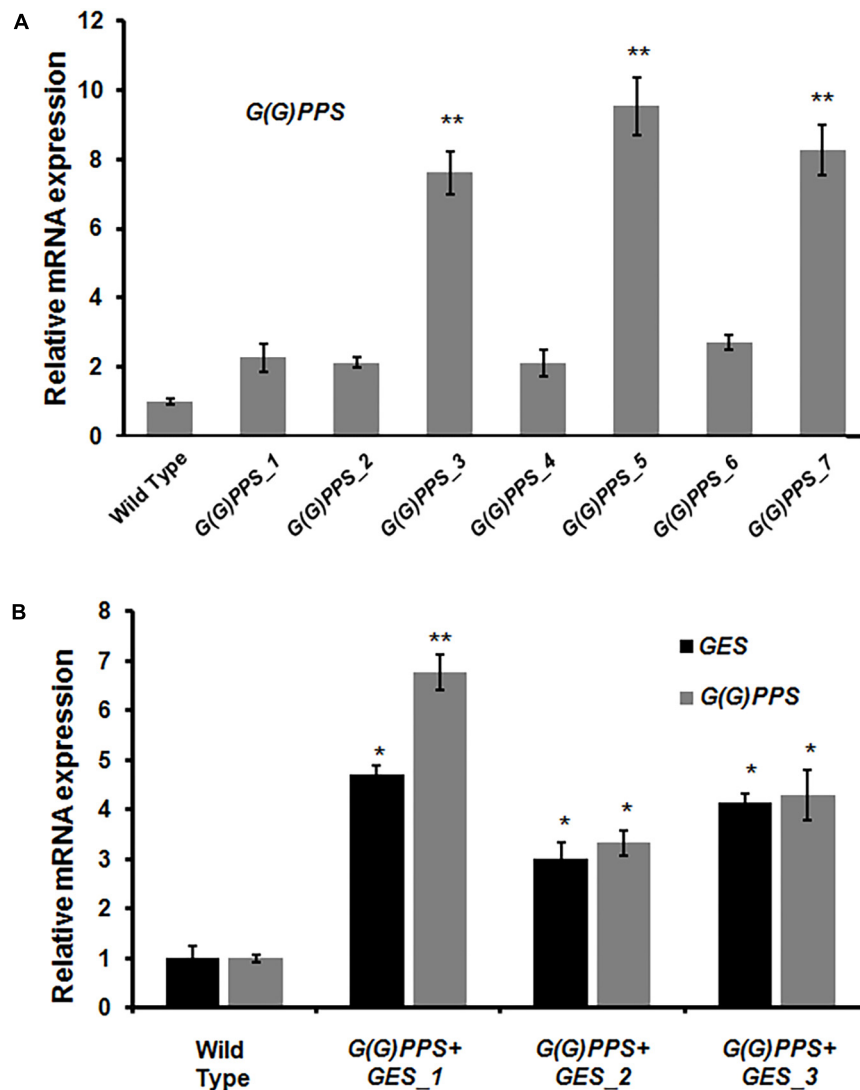 A
12
10
8
6
4
2
0
Relative mRNA expression
G(G)PPS
**
**
**
Wild Type
G(G)PPS_1
G(G)PPS_2
G(G)PPS_3
G(G)PPS_4
G(G)PPS_5
G(G)PPS_6
G(G)PPS_7
B
8
7
6
5
4
3
2
1
0
Relative mRNA expression
GES
G(G)PPS
*
**
*
*
*
*
Wild
Type
G(G)PPS+
GES_1
G(G)PPS+
GES_2
G(G)PPS+
GES_3